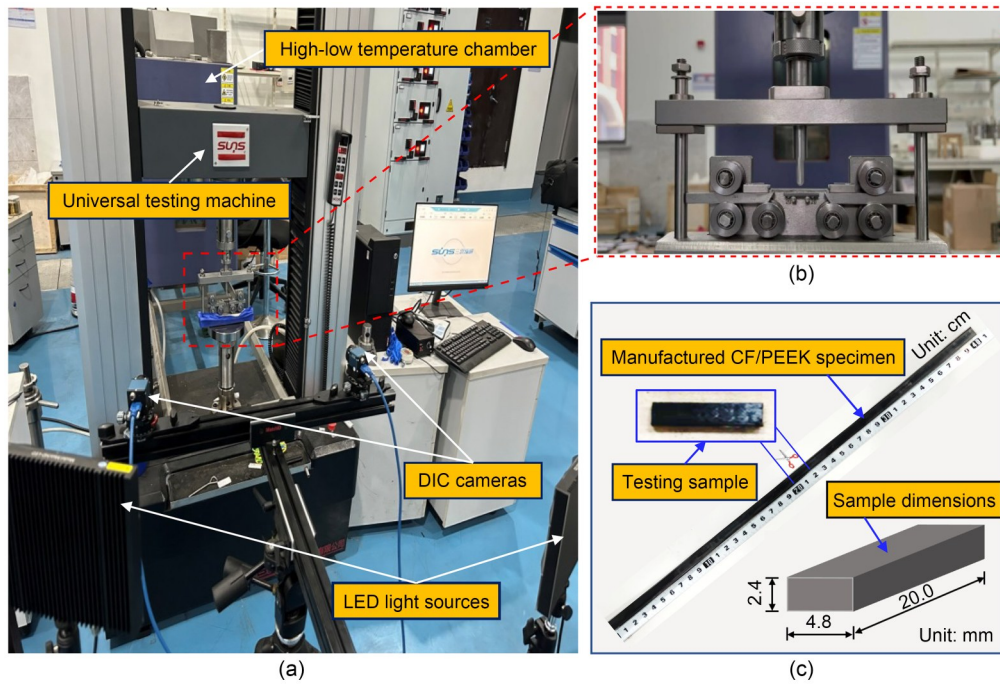 High-low temperature chamber
SUNS
Universal testing machine
SUNS
DIC cameras
LED light sources
(a)
(b)
Unit: cm
Manufactured CF/PEEK specimen
Testing sample
Sample dimensions
2.4
4.8
20.0
Unit: mm
(c)